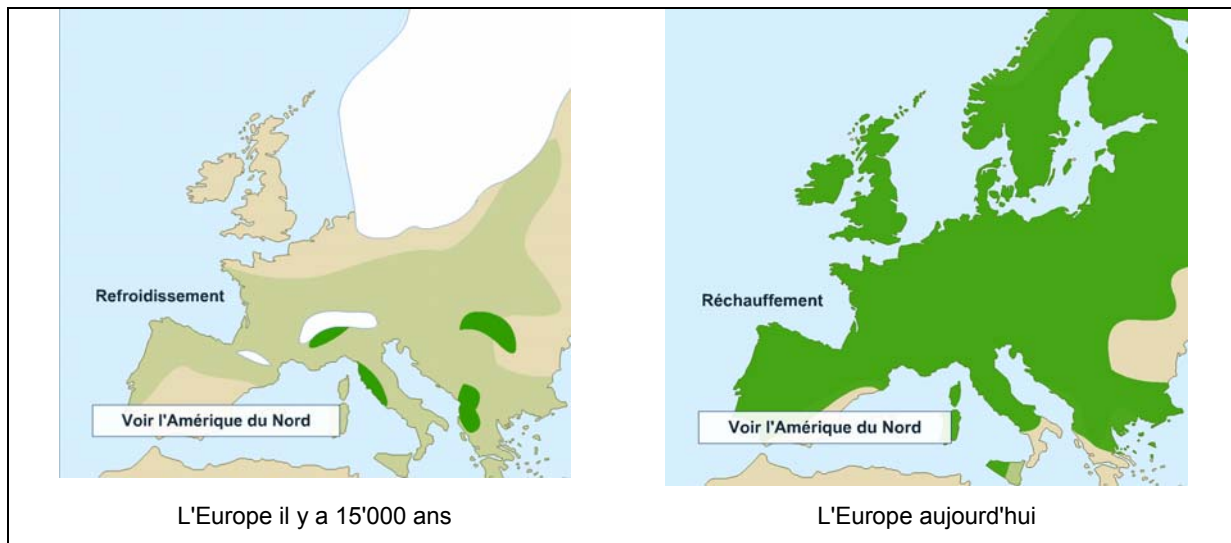 Refroidissement
Voir l'Amérique du Nord
L'Europe il y a 15'000 ans
Réchauffement
Voir l'Amérique du Nord
L'Europe aujourd'hui